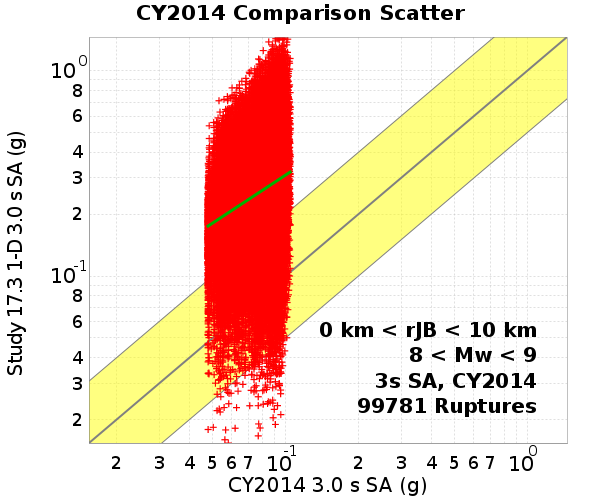 CY2014 Comparison Scatter
Study 17.3 1-D 3.0 s SA (g)
10^0
8
6
4
3
2
10^-1
8
6
4
3
2
0 km < rJB < 10 km
8 < Mw < 9
3s SA, CY2014
99781 Ruptures
2 3 4 5 6 7 10^-1 2 3 4 5 6 7 10^0
CY2014 3.0 s SA (g)